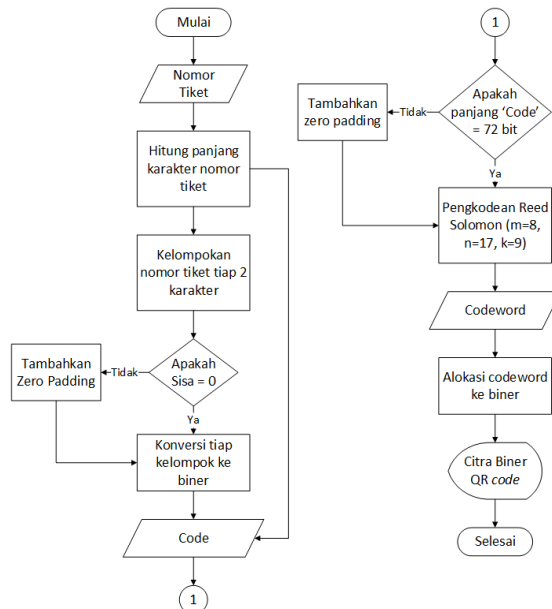 Mulai
Nomor
Tiket
Hitung panjang
karakter nomor
tiket
Kelompokan
nomor tiket tiap 2
karakter
Apakah
Sisa = 0
Tidak
Tambahkan
Zero Padding
Ya
Konversi tiap
kelompok ke
biner
Code
1
1
Apakah
panjang ‘Code’
= 72 bit
Tidak
Tambahkan
zero padding
Ya
Pengkodean Reed
Solomon (m=8,
n=17, k=9)
Codeword
Alokasi codeword
ke biner
Citra Biner
QR code
Selesai